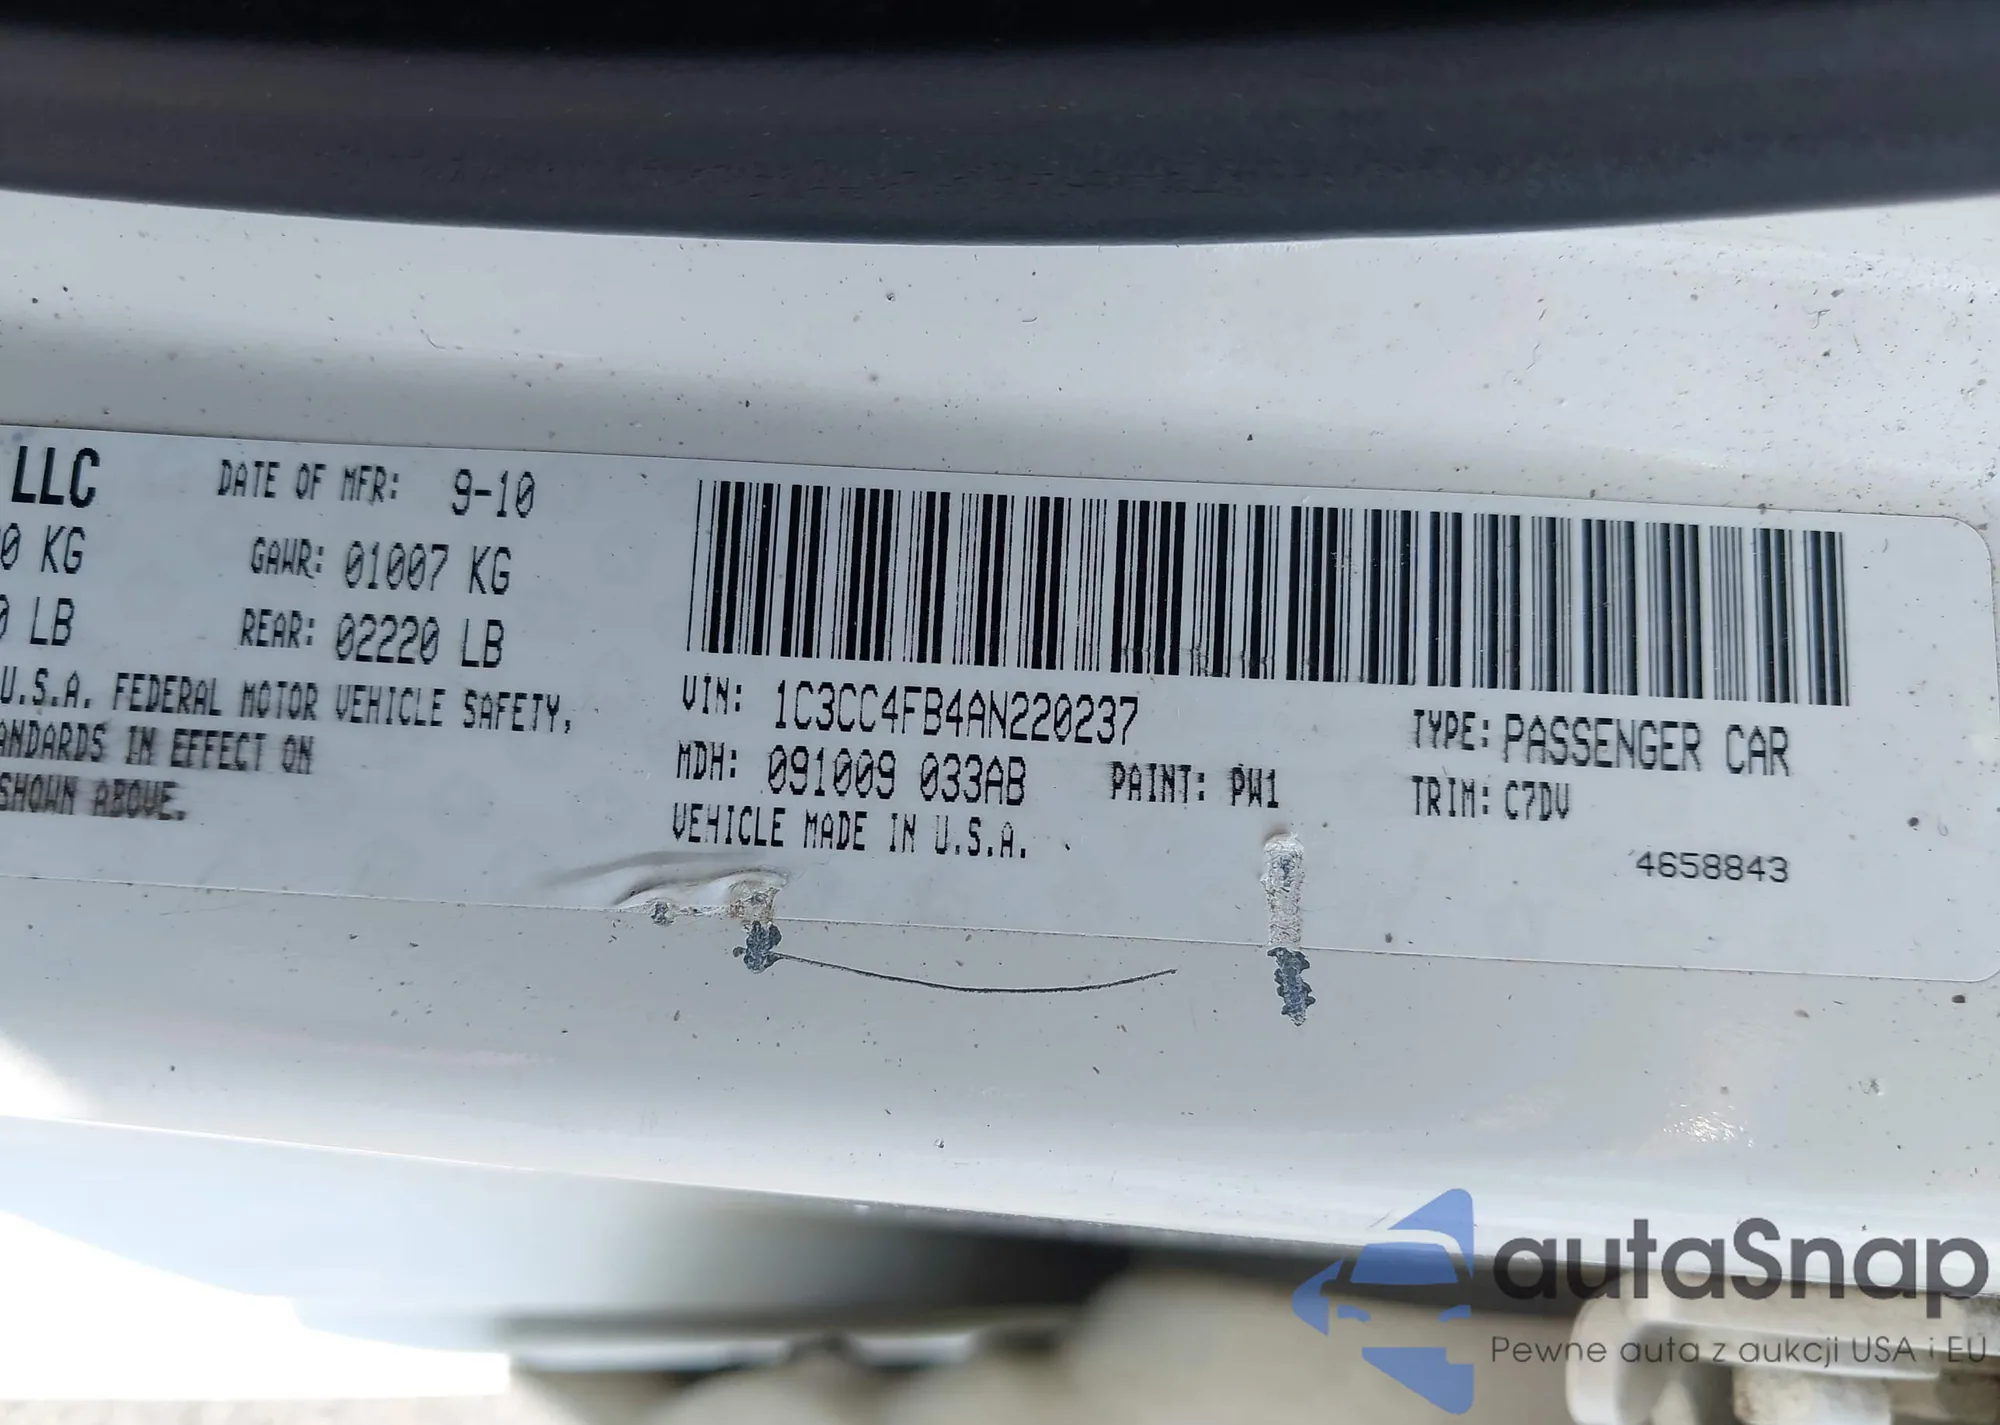 LLC DATE OF MFR: 9-10
0 KG GAWR: 01007 KG
LB REAR: 02220 LB
U.S.A. FEDERAL MOTOR VEHICLE SAFETY,
ANDARDS IN EFFECT ON
SHOWN ABOVE.
VIN: 1C3CC4FB4AN220237 TYPE: PASSENGER CAR
MDH: 091009 033AB PAINT: PW1 TRIM: C7DV
VEHICLE MADE IN U.S.A.
4658843
autaSnap
Pewne auta z aukcji USA i EU